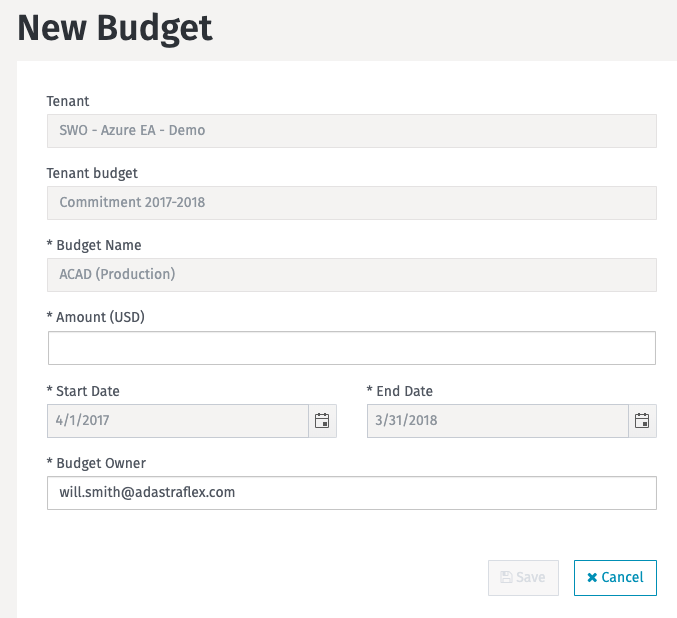 New Budget
Tenant
SWO - Azure EA - Demo
Tenant budget
Commitment 2017-2018
* Budget Name
ACAD (Production)
* Amount (USD)
* Start Date * End Date
4/1/2017 3/31/2018
* Budget Owner
will.smith@adastraflex.com
Save Cancel